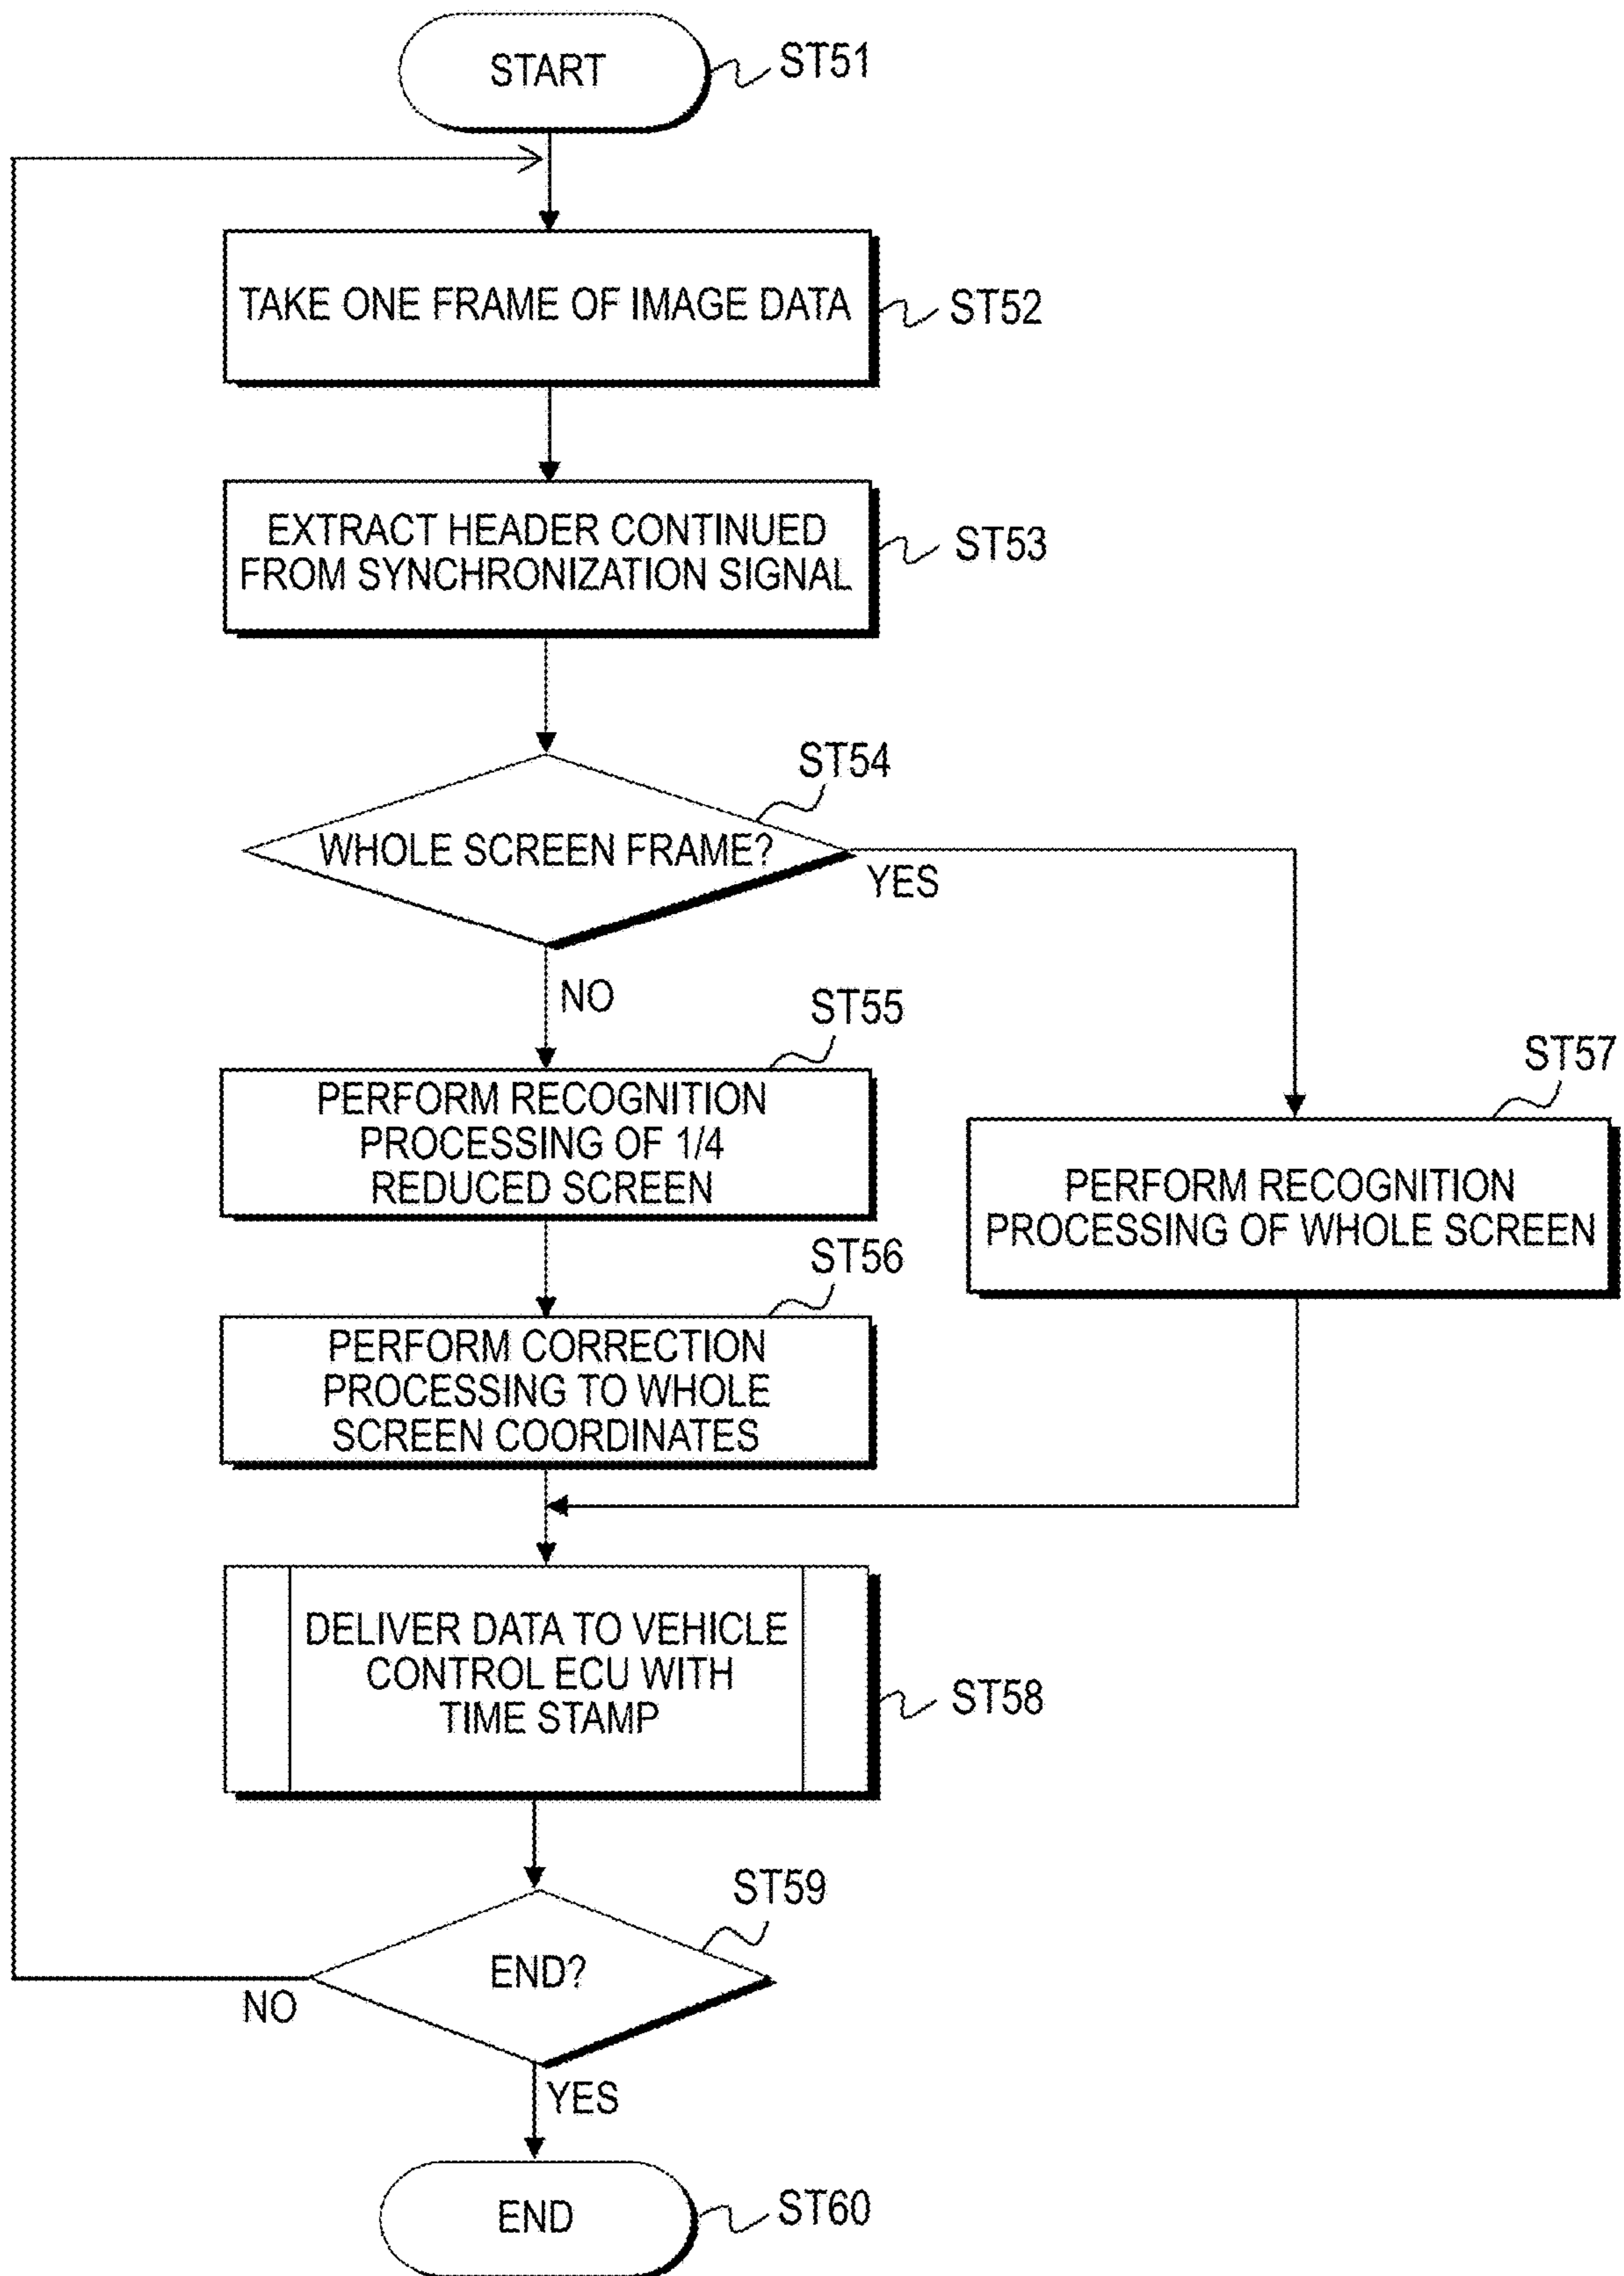 START
ST51
TAKE ONE FRAME OF IMAGE DATA
ST52
EXTRACT HEADER CONTINUED
FROM SYNCHRONIZATION SIGNAL
ST53
ST54
WHOLE SCREEN FRAME?
YES
NO
ST55
PERFORM RECOGNITION
PROCESSING OF 1/4
REDUCED SCREEN
ST57
PERFORM RECOGNITION
PROCESSING OF WHOLE SCREEN
ST56
PERFORM CORRECTION
PROCESSING TO WHOLE
SCREEN COORDINATES
DELIVER DATA TO VEHICLE
CONTROL ECU WITH
TIME STAMP
ST58
ST59
END?
NO
YES
END
ST60